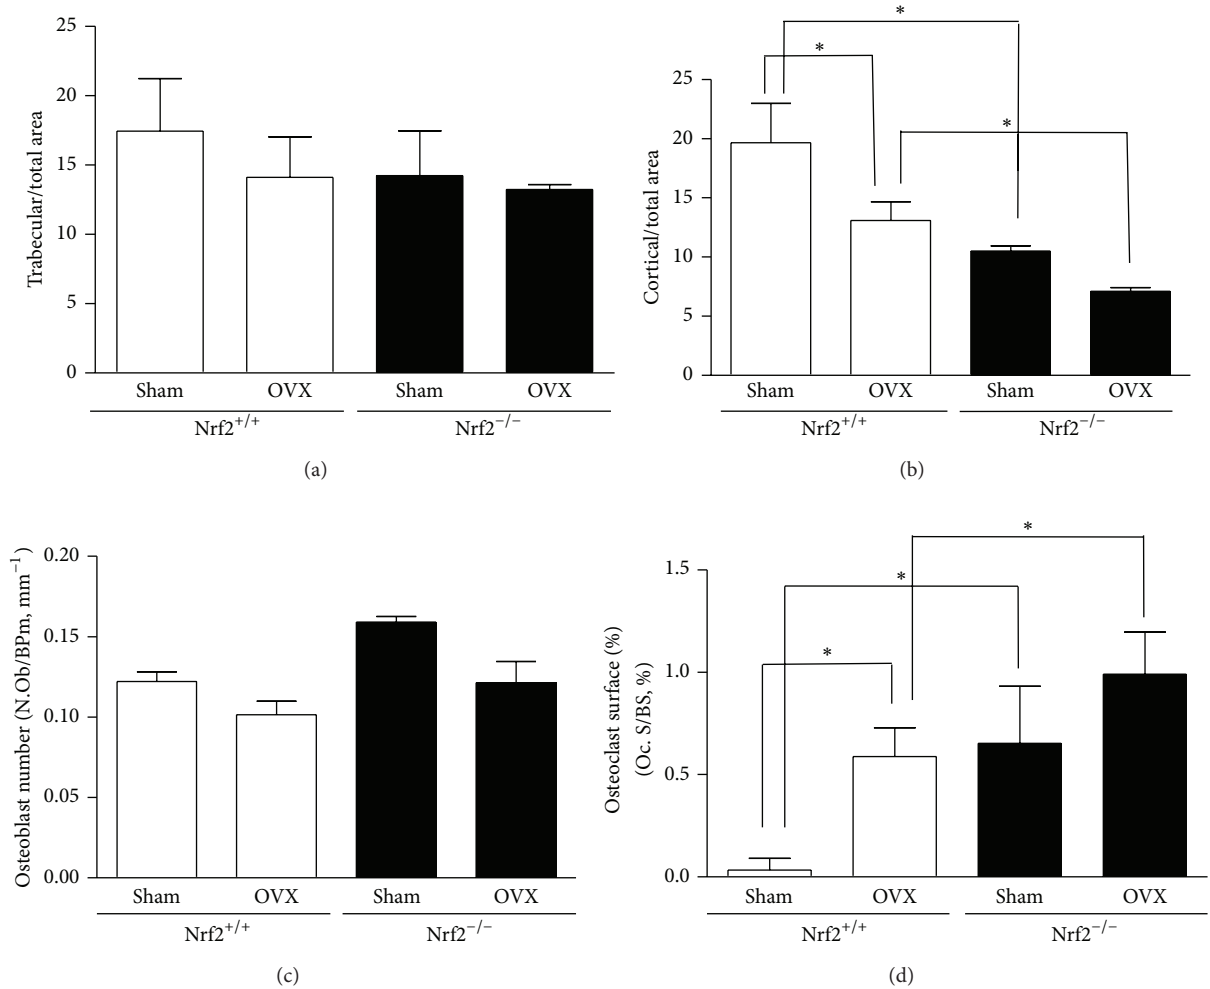 25
20
15
10
5
0
Trabecular/total area
Sham OVX Sham OVX
Nrf2+/+ Nrf2−/−
(a)
* *
*
25
20
15
10
5
0
Cortical/total area
Sham OVX Sham OVX
Nrf2+/+ Nrf2−/−
(b)
0.20
0.15
0.10
0.05
0.00
Osteoblast number (N.Ob/BPm, mm−1)
Sham OVX Sham OVX
Nrf2+/+ Nrf2−/−
(c)
*
*
*
1.5
1.0
0.5
0.0
Osteoclast surface (%)
(Oc. S/BS, %)
Sham OVX Sham OVX
Nrf2+/+ Nrf2−/−
(d)